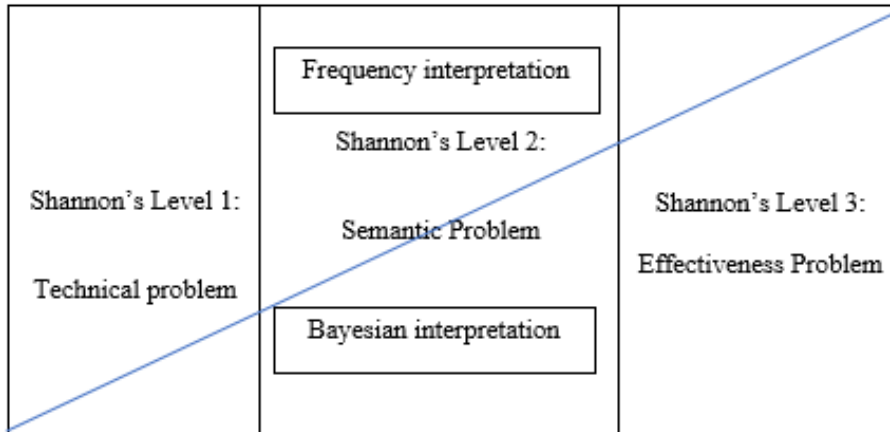 Shannon’s Level 1:
Technical problem
Frequency interpretation
Shannon’s Level 2:
Semantic Problem
Bayesian interpretation
Shannon’s Level 3:
Effectiveness Problem